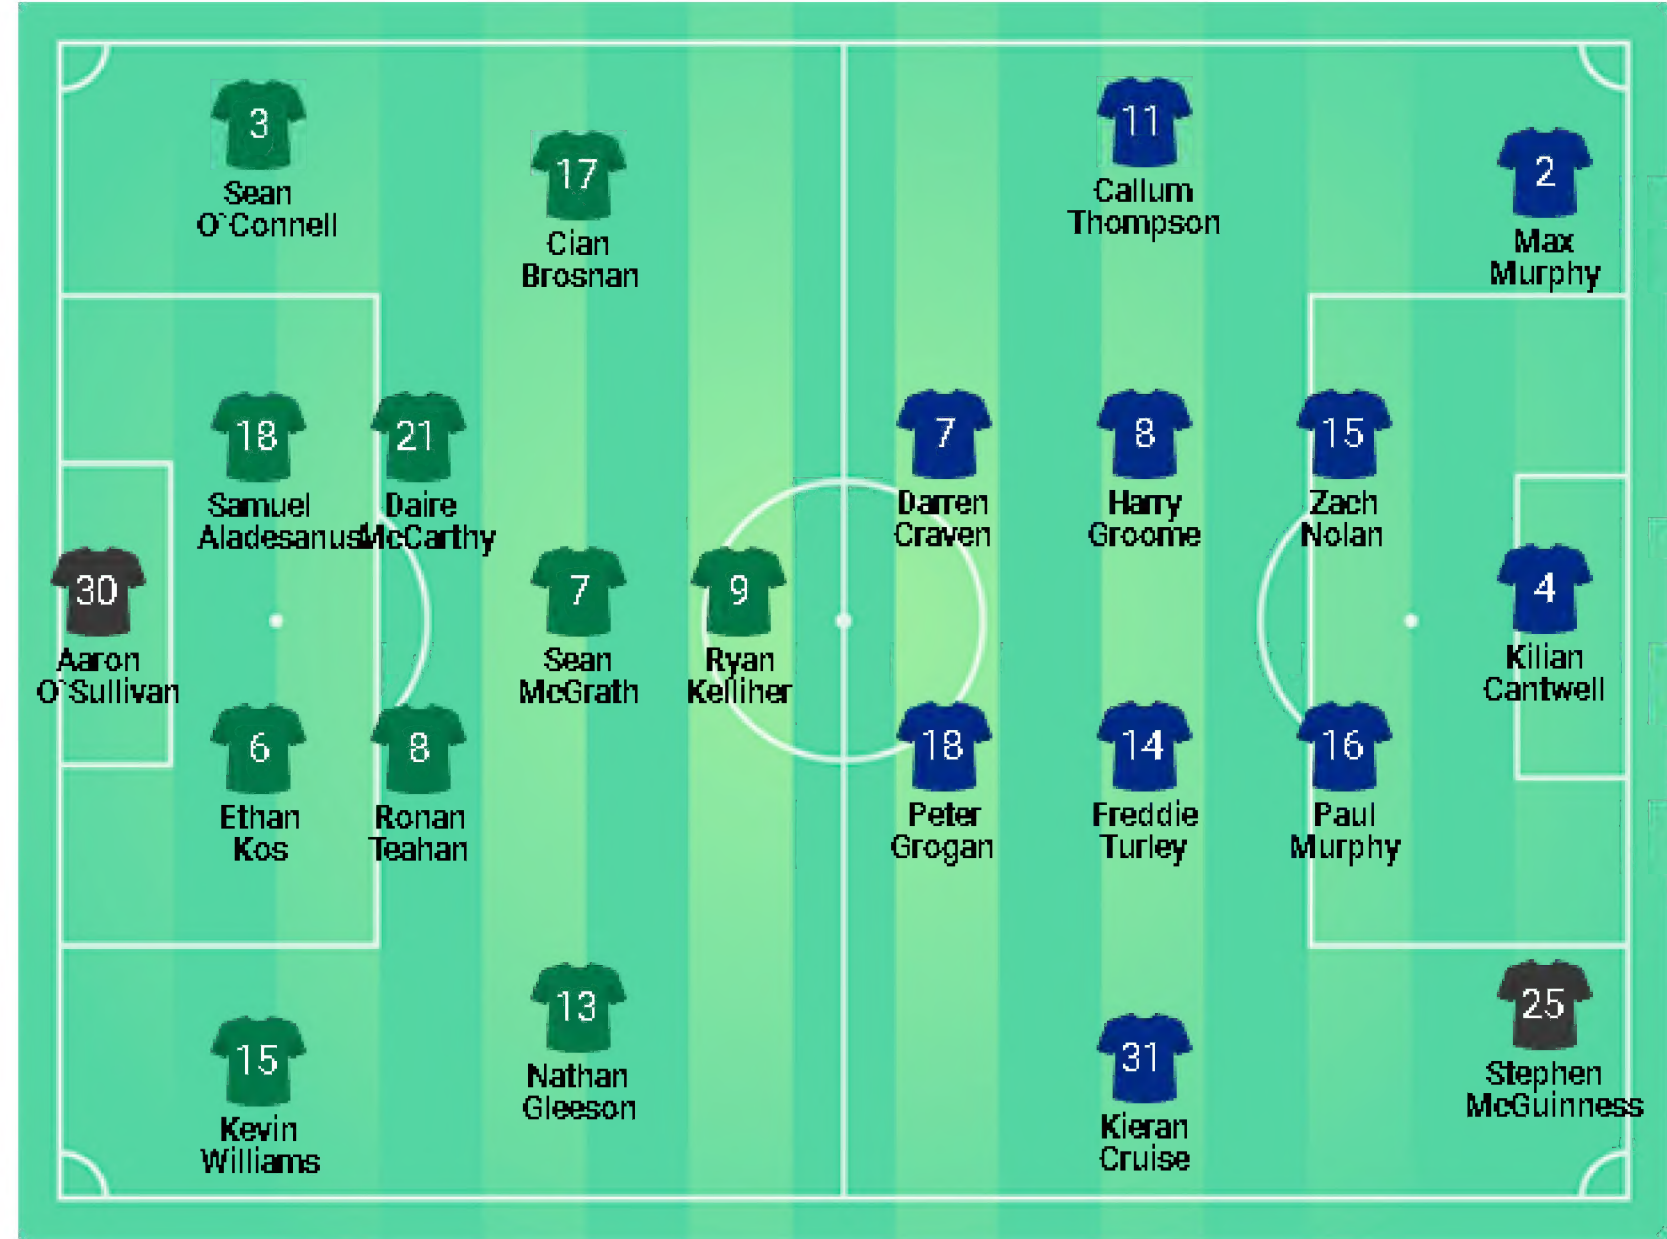 3
Sean
O`Connell
17
Cian
Brosnan
11
Callum
Thompson
2
Max
Murphy
18
Samuel
Aladesanus
21
Daire
McCarthy
7
Darren
Craven
8
Harry
Groome
15
Zach
Nolan
30
Aaron
O`Sullivan
7
Sean
McGrath
9
Ryan
Kelliher
4
Kilian
Cantwell
6
Ethan
Kos
8
Ronan
Teahan
18
Peter
Grogan
14
Freddie
Turley
16
Paul
Murphy
15
Kevin
Williams
13
Nathan
Gleeson
31
Kieran
Cruise
25
Stephen
McGuinness